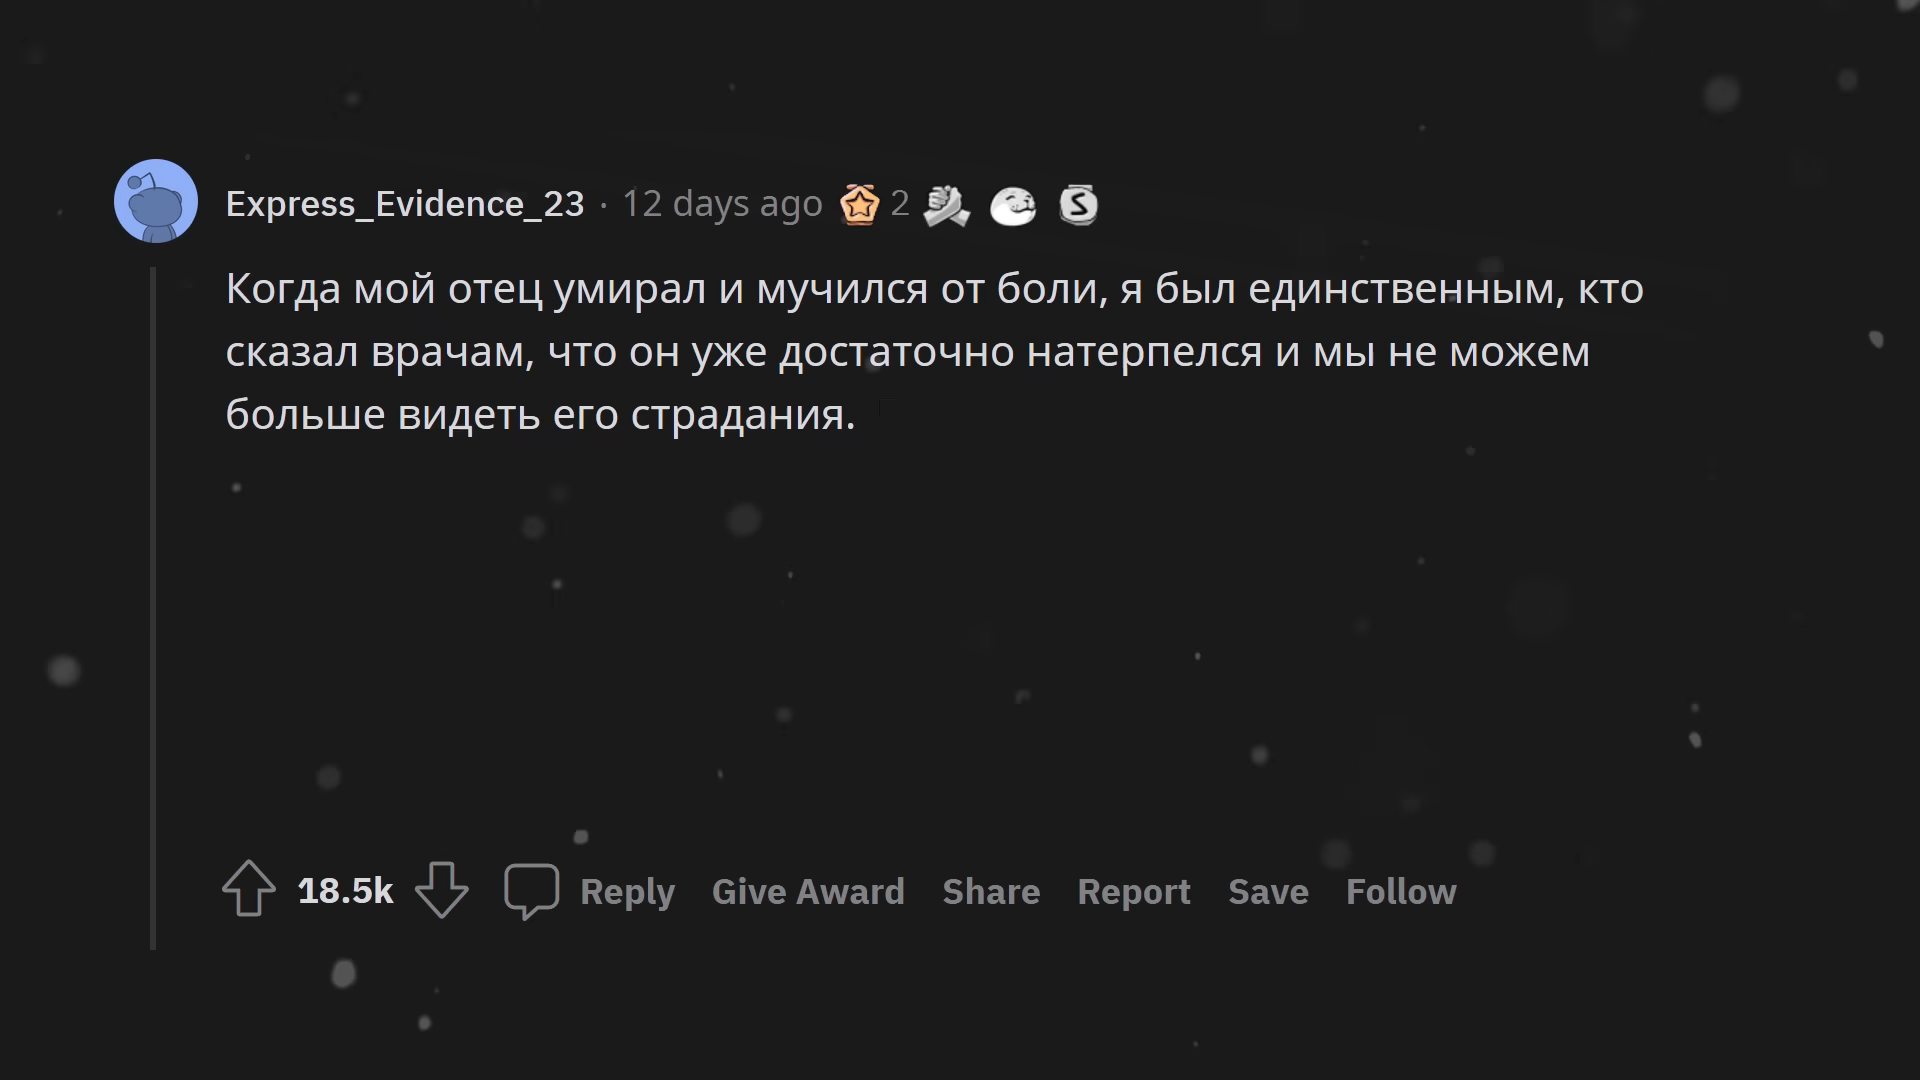 Express_Evidence_23 · 12 days ago 2
Когда мой отец умирал и мучился от боли, я был единственным, кто
сказал врачам, что он уже достаточно натерпелся и мы не можем
больше видеть его страдания.
18.5k Reply Give Award Share Report Save Follow